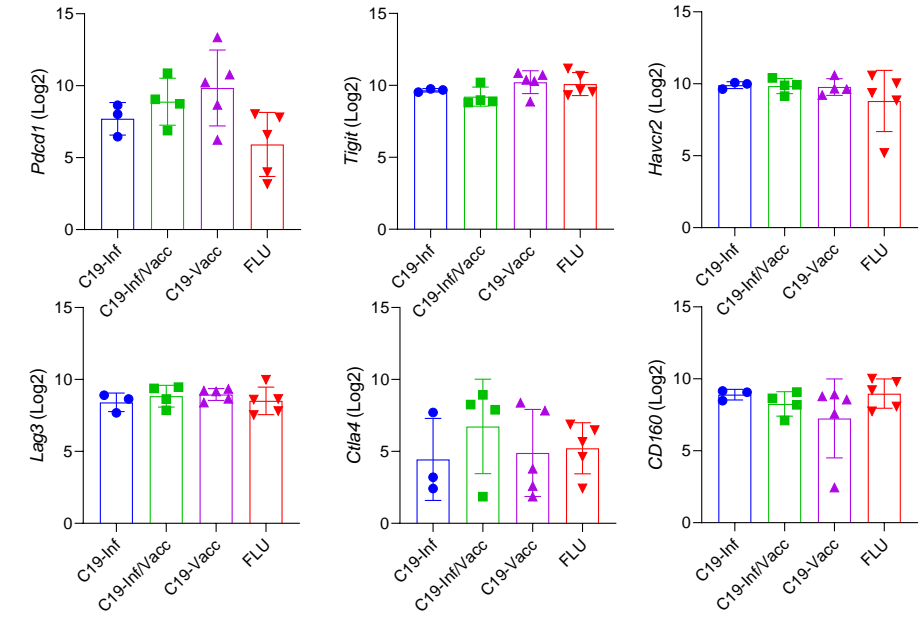 Pdcd1 (Log2)
15
10
5
0
C19-Inf
C19-Inf/Vacc
C19-Vacc
FLU
Tigit (Log2)
15
10
5
0
C19-Inf
C19-Inf/Vacc
C19-Vacc
FLU
Havcr2 (Log2)
15
10
5
0
C19-Inf
C19-Inf/Vacc
C19-Vacc
FLU
Lag3 (Log2)
15
10
5
0
C19-Inf
C19-Inf/Vacc
C19-Vacc
FLU
Ctla4 (Log2)
15
10
5
0
C19-Inf
C19-Inf/Vacc
C19-Vacc
FLU
CD160 (Log2)
15
10
5
0
C19-Inf
C19-Inf/Vacc
C19-Vacc
FLU